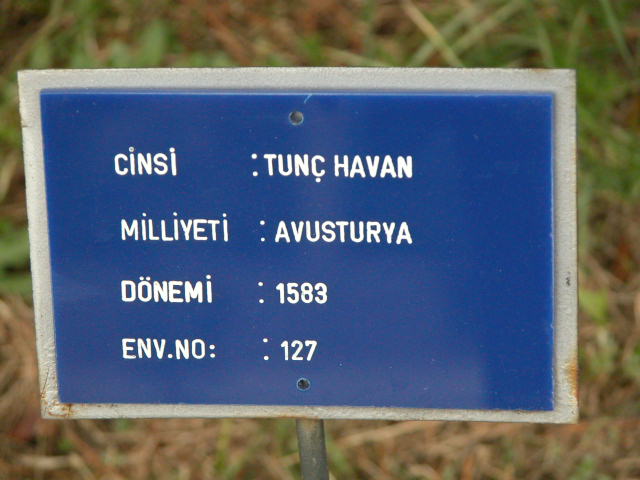 CİNSİ : TUNÇ HAVAN
MİLLİYETİ : AVUSTURYA
DÖNEMİ : 1583
ENV.NO: : 127